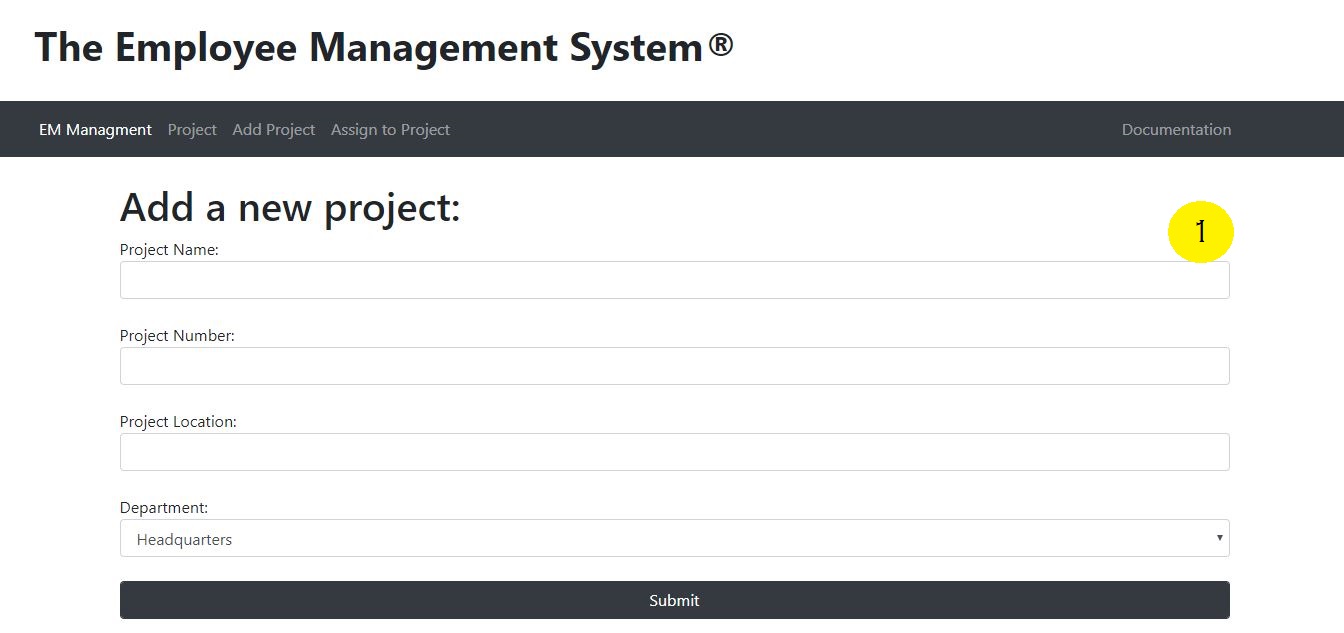 The Employee Management System®
EM Managment Project Add Project Assign to Project Documentation
Add a new project:
1
Project Name:
Project Number:
Project Location:
Department:
Headquarters
Submit